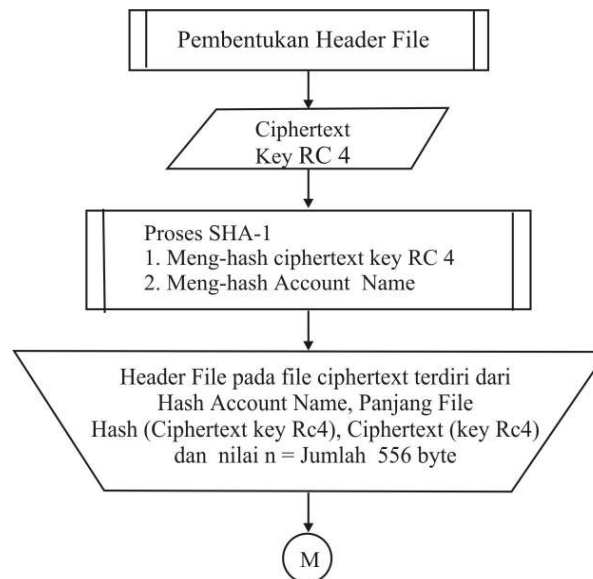 Pembentukan Header File
Ciphertext
Key RC 4
Proses SHA-1
1. Meng-hash ciphertext key RC 4
2. Meng-hash Account Name
Header File pada file ciphertext terdiri dari
Hash Account Name, Panjang File
Hash (Ciphertext key Rc4), Ciphertext (key Rc4)
dan nilai n = Jumlah 556 byte
M